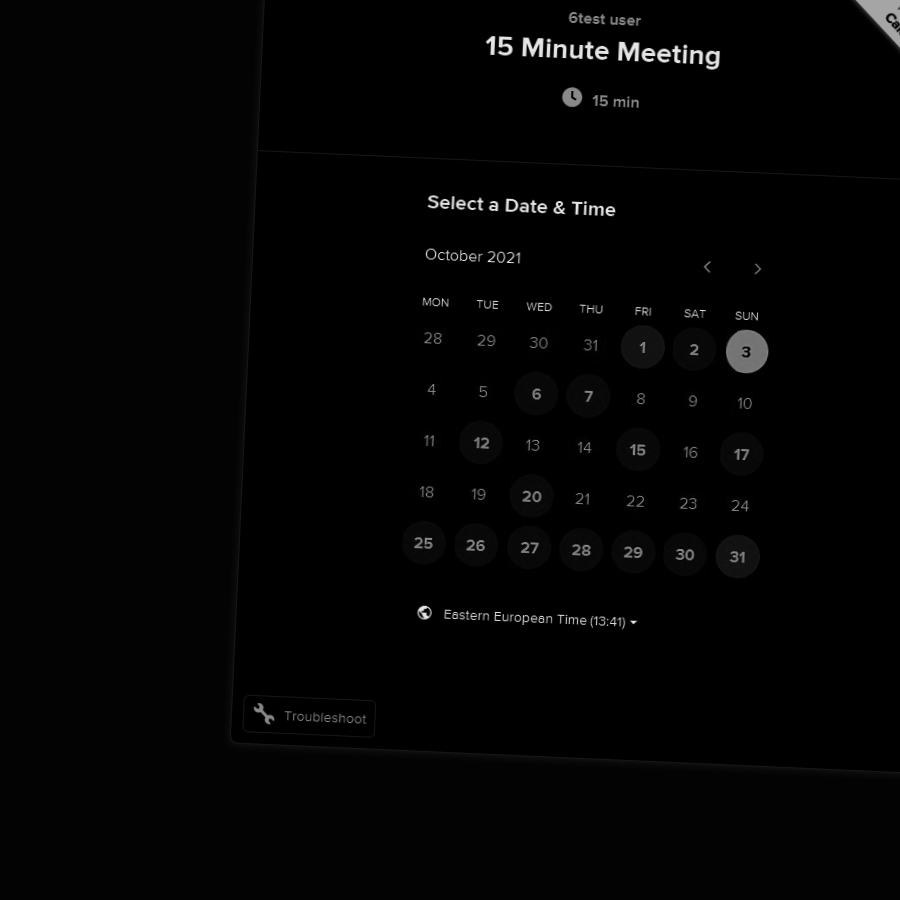 6test user
15 Minute Meeting
15 min
Select a Date & Time
October 2021
MON TUE WED THU FRI SAT SUN
28 29 30 31 1 2 3
4 5 6 7 8 9 10
11 12 13 14 15 16 17
18 19 20 21 22 23 24
25 26 27 28 29 30 31
Eastern European Time (13:41)
Troubleshoot